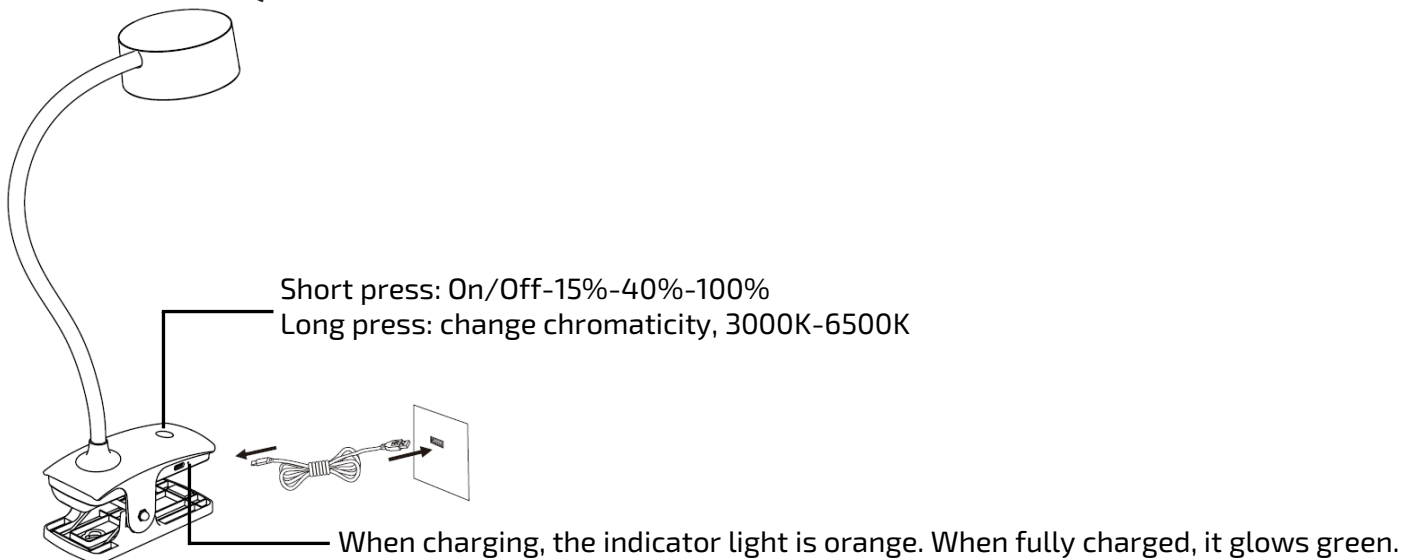 Short press: On/Off-15%-40%-100%
Long press: change chromaticity, 3000K-6500K
When charging, the indicator light is orange. When fully charged, it glows green.